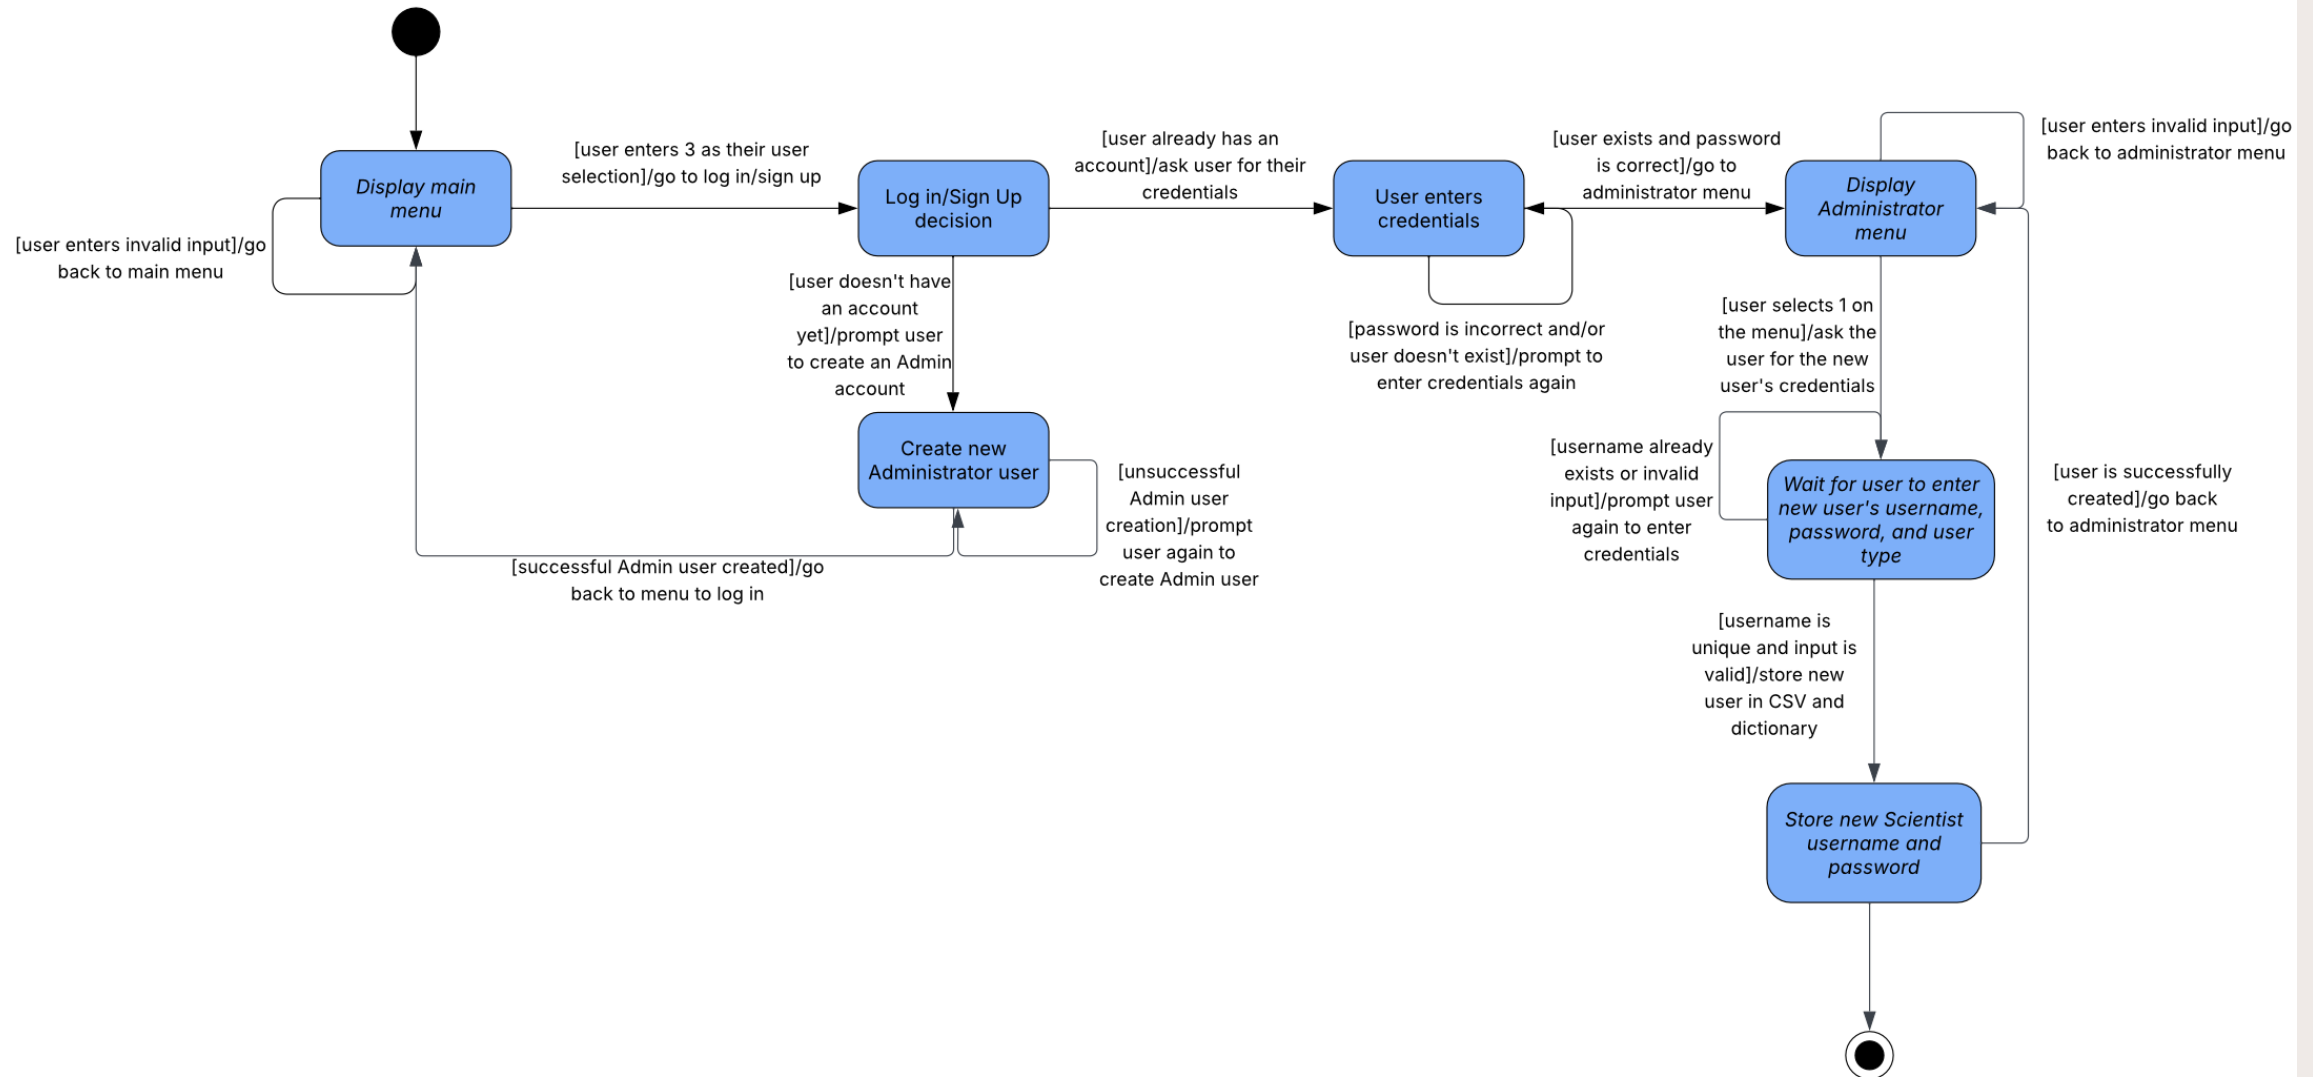 [user enters invalid input]/go
back to main menu
Display main
menu
[user enters 3 as their user
selection]/go to log in/sign up
Log in/Sign Up
decision
[user already has an
account]/ask user for their
credentials
User enters
credentials
[user exists and password
is correct]/go to
administrator menu
Display
Administrator
menu
[user enters invalid input]/go
back to administrator menu
[user doesn't have
an account
yet]/prompt user
to create an Admin
account
[password is incorrect and/or
user doesn't exist]/prompt to
enter credentials again
[user selects 1 on
the menu]/ask the
user for the new
user's credentials
Create new
Administrator user
[unsuccessful
Admin user
creation]/prompt
user again to
create Admin user
[successful Admin user created]/go
back to menu to log in
[username already
exists or invalid
input]/prompt user
again to enter
credentials
Wait for user to enter
new user's username,
password, and user
type
[user is successfully
created]/go back
to administrator menu
[username is
unique and input is
valid]/store new
user in CSV and
dictionary
Store new Scientist
username and
password